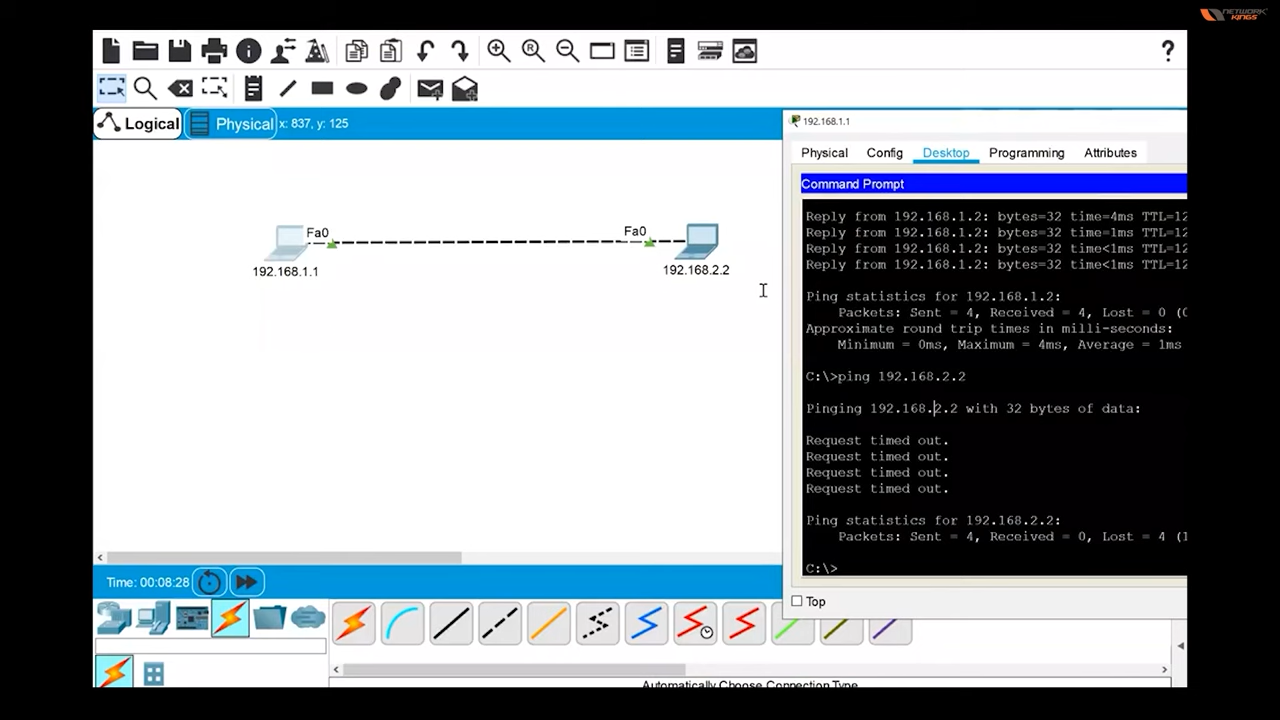 NETWORK
KINGS
?
Logical
Physical
x: 837, y: 125
192.168.1.1
Physical
Config
Desktop
Programming
Attributes
Command Prompt
Reply from 192.168.1.2: bytes=32 time=4ms TTL=12
Reply from 192.168.1.2: bytes=32 time=1ms TTL=12
Reply from 192.168.1.2: bytes=32 time<1ms TTL=12
Reply from 192.168.1.2: bytes=32 time<1ms TTL=12
Ping statistics for 192.168.1.2:
Packets: Sent = 4, Received = 4, Lost = 0 (0
Approximate round trip times in milli-seconds:
Minimum = 0ms, Maximum = 4ms, Average = 1ms
C:\>ping 192.168.2.2
Pinging 192.168.2.2 with 32 bytes of data:
Request timed out.
Request timed out.
Request timed out.
Request timed out.
Ping statistics for 192.168.2.2:
Packets: Sent = 4, Received = 0, Lost = 4 (1
C:\>
Top
Fa0
192.168.1.1
Fa0
192.168.2.2
Time: 00:08:28
Automatically Choose Connection Type